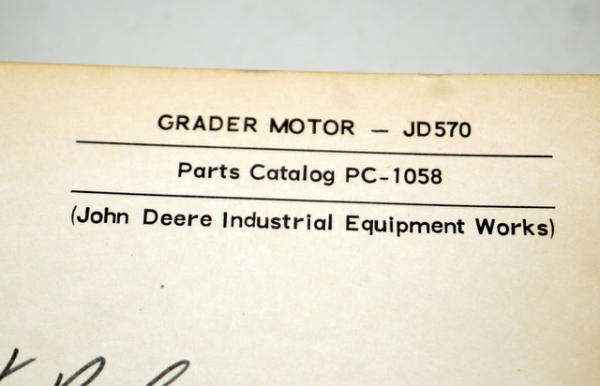 GRADER MOTOR — JD570
Parts Catalog PC-1058
(John Deere Industrial Equipment Works)